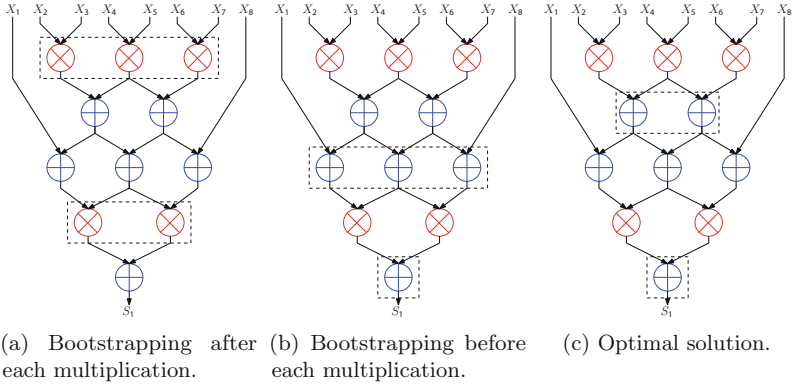 X1 X2 X3 X4 X5 X6 X7 X8 X1 X2 X3 X4 X5 X6 X7 X8 X1 X2 X3 X4 X5 X6 X7 X8
S1 S1 S1
(a) Bootstrapping after each multiplication.
(b) Bootstrapping before each multiplication.
(c) Optimal solution.